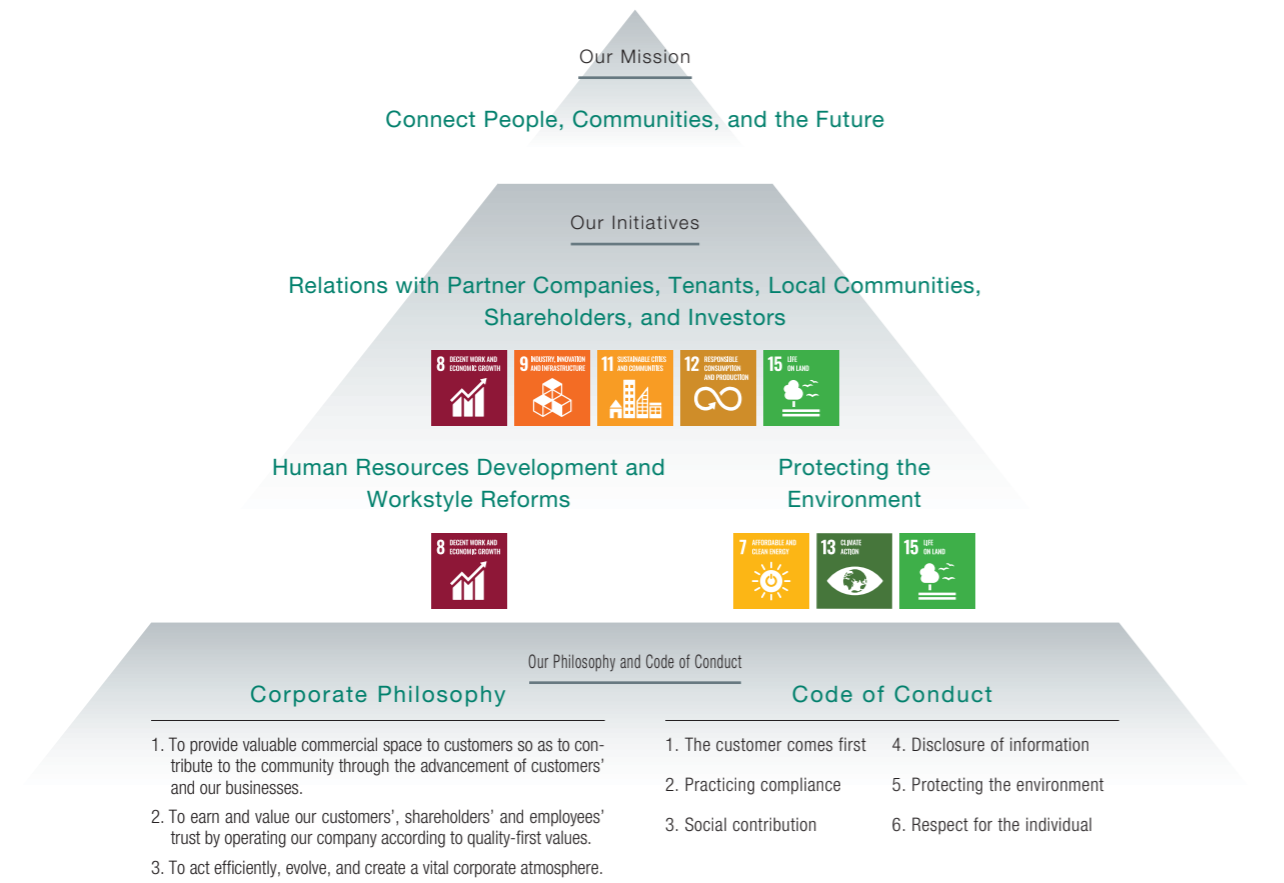 Our Mission
Connect People, Communities, and the Future
Our Initiatives
Relations with Partner Companies, Tenants, Local Communities,
Shareholders, and Investors
8 DECENT WORK AND
ECONOMIC GROWTH
9 INDUSTRY, INNOVATION
AND INFRASTRUCTURE
11 SUSTAINABLE CITIES
AND COMMUNITIES
12 RESPONSIBLE
CONSUMPTION
AND PRODUCTION
15 LIFE
ON LAND
Human Resources Development and
Workstyle Reforms
8 DECENT WORK AND
ECONOMIC GROWTH
Protecting the
Environment
7 AFFORDABLE AND
CLEAN ENERGY
13 CLIMATE
ACTION
15 LIFE
ON LAND
Our Philosophy and Code of Conduct
Corporate Philosophy
1. To provide valuable commercial space to customers so as to con-
tribute to the community through the advancement of customers’
and our businesses.
2. To earn and value our customers’, shareholders’ and employees’
trust by operating our company according to quality-first values.
3. To act efficiently, evolve, and create a vital corporate atmosphere.
Code of Conduct
1. The customer comes first
2. Practicing compliance
3. Social contribution
4. Disclosure of information
5. Protecting the environment
6. Respect for the individual